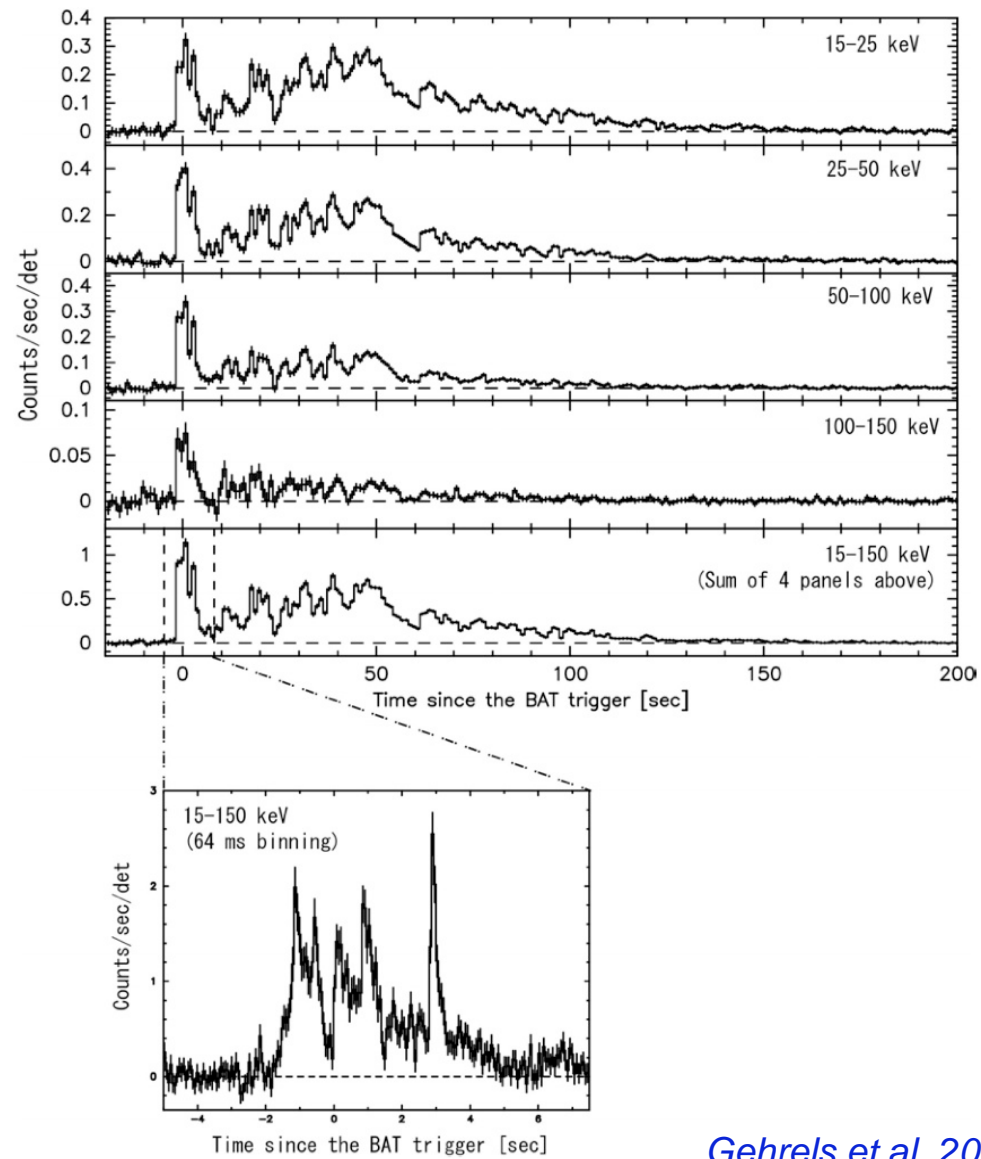 0.4
0.3
0.2
0.1
0
15-25 keV
0.4
0.2
0
25-50 keV
0.4
0.3
0.2
0.1
0
50-100 keV
0.1
0.05
0
100-150 keV
1
0.5
0
15-150 keV
(Sum of 4 panels above)
Counts/sec/det
0 50 100 150 200
Time since the BAT trigger [sec]
3
2
1
0
15-150 keV
(64 ms binning)
Counts/sec/det
-4 -2 0 2 4 6
Time since the BAT trigger [sec]
Gehrels et al. 20